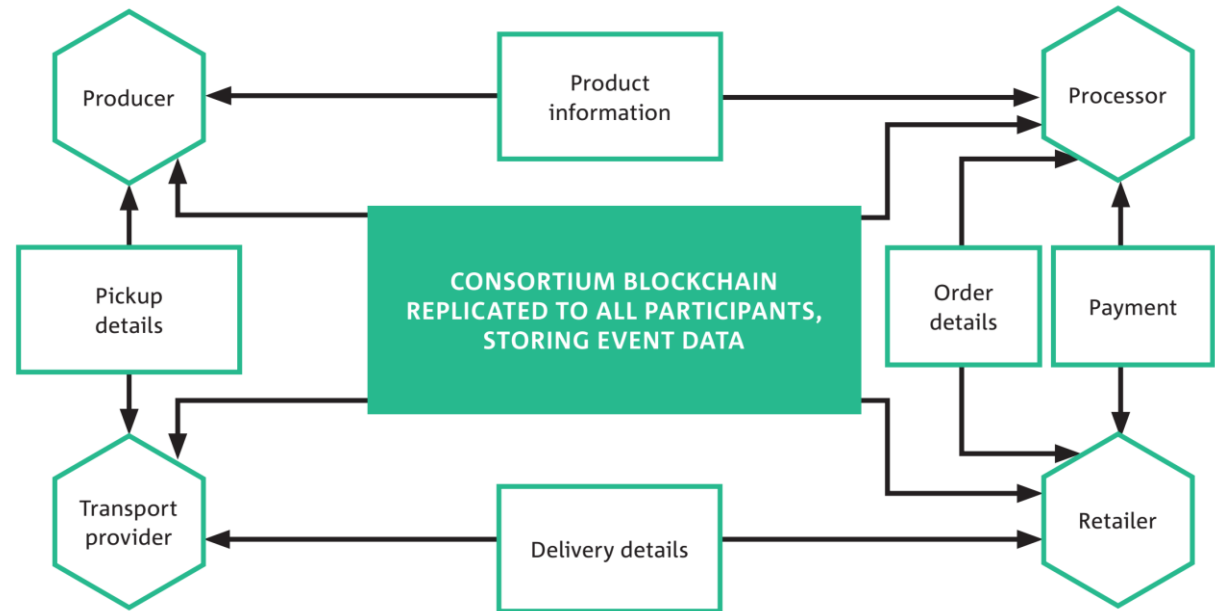 Producer
Product
information
Processor
Pickup
details
CONSORTIUM BLOCKCHAIN
REPLICATED TO ALL PARTICIPANTS,
STORING EVENT DATA
Order
details
Payment
Transport
provider
Delivery details
Retailer